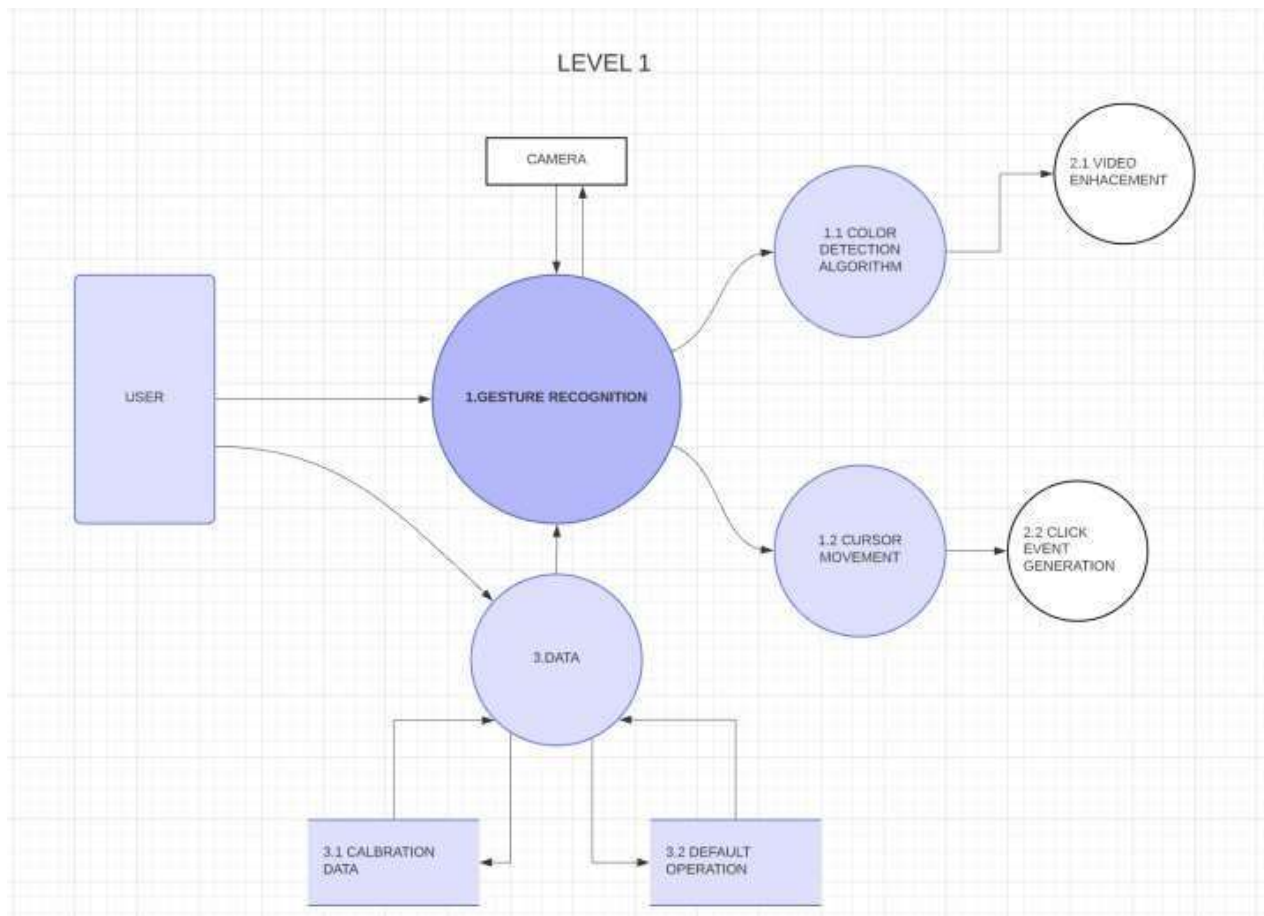 LEVEL 1
CAMERA
2.1 VIDEO
ENHACEMENT
1.1 COLOR
DETECTION
ALGORITHM
USER
1.GESTURE RECOGNITION
1.2 CURSOR
MOVEMENT
2.2 CLICK
EVENT
GENERATION
3.DATA
3.1 CALBRATION
DATA
3.2 DEFAULT
OPERATION